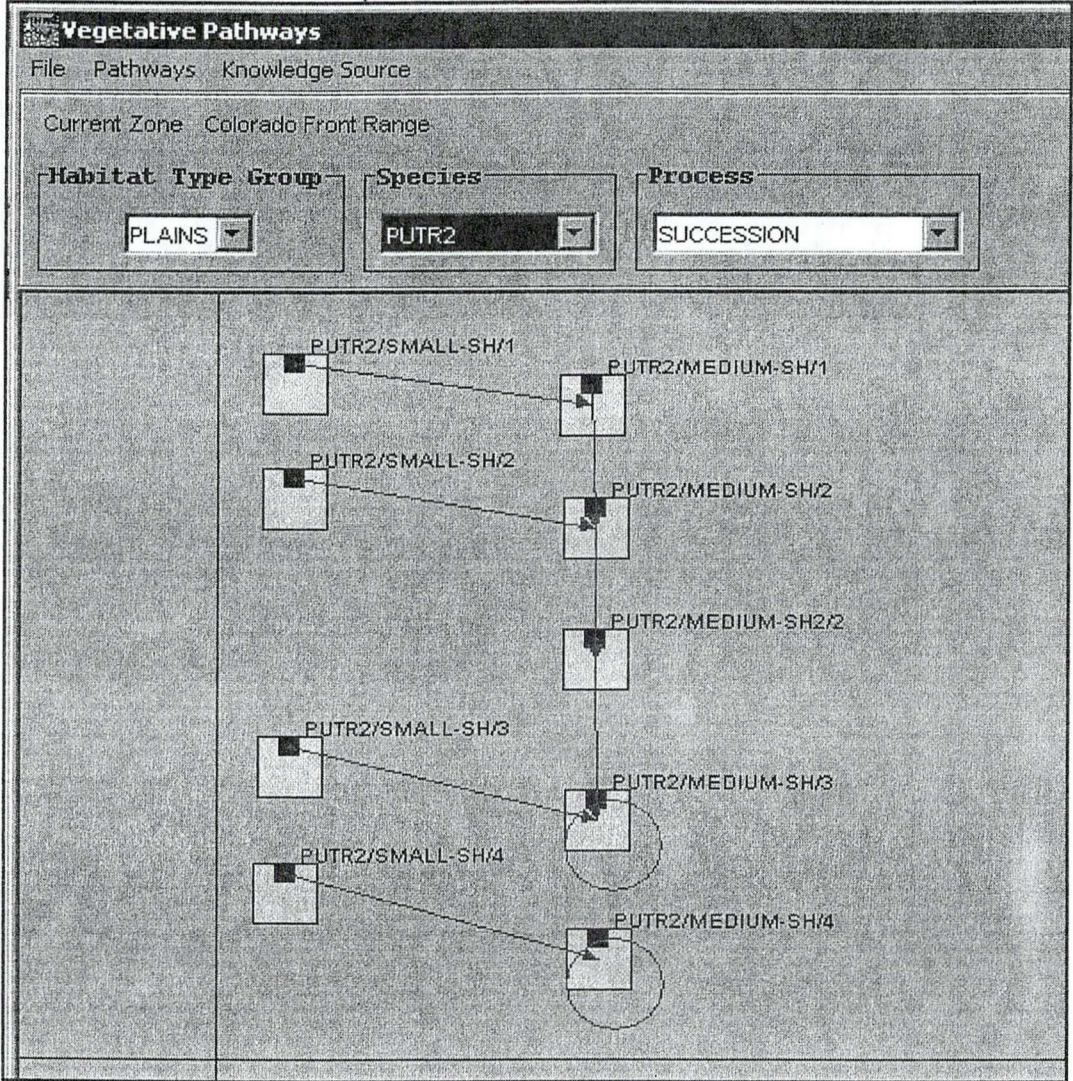 Vegetative Pathways
File Pathways Knowledge Source
Current Zone Colorado Front Range
Habitat Type Group Species Process
PLAINS PUTR2 SUCCESSION
PUTR2/SMALL-SH/1
PUTR2/MEDIUM-SH/1
PUTR2/SMALL-SH/2
PUTR2/MEDIUM-SH/2
PUTR2/MEDIUM-SH2/2
PUTR2/SMALL-SH/3
PUTR2/MEDIUM-SH/3
PUTR2/SMALL-SH/4
PUTR2/MEDIUM-SH/4